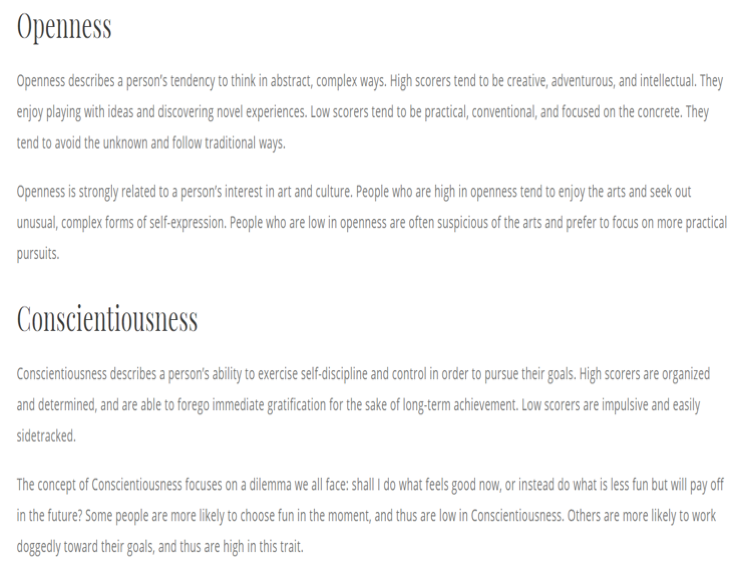 Openness
Openness describes a person's tendency to think in abstract, complex ways. High scorers tend to be creative, adventurous, and intellectual. They
enjoy playing with ideas and discovering novel experiences. Low scorers tend to be practical, conventional, and focused on the concrete. They
tend to avoid the unknown and follow traditional ways.
Openness is strongly related to a person's interest in art and culture. People who are high in openness tend to enjoy the arts and seek out
unusual, complex forms of self-expression. People who are low in openness are often suspicious of the arts and prefer to focus on more practical
pursuits.
Conscientiousness
Conscientiousness describes a person's ability to exercise self-discipline and control in order to pursue their goals. High scorers are organized
and determined, and are able to forego immediate gratification for the sake of long-term achievement. Low scorers are impulsive and easily
sidetracked.
The concept of Conscientiousness focuses on a dilemma we all face: shall I do what feels good now, or instead do what is less fun but will pay off
in the future? Some people are more likely to choose fun in the moment, and thus are low in Conscientiousness. Others are more likely to work
doggedly toward their goals, and thus are high in this trait.